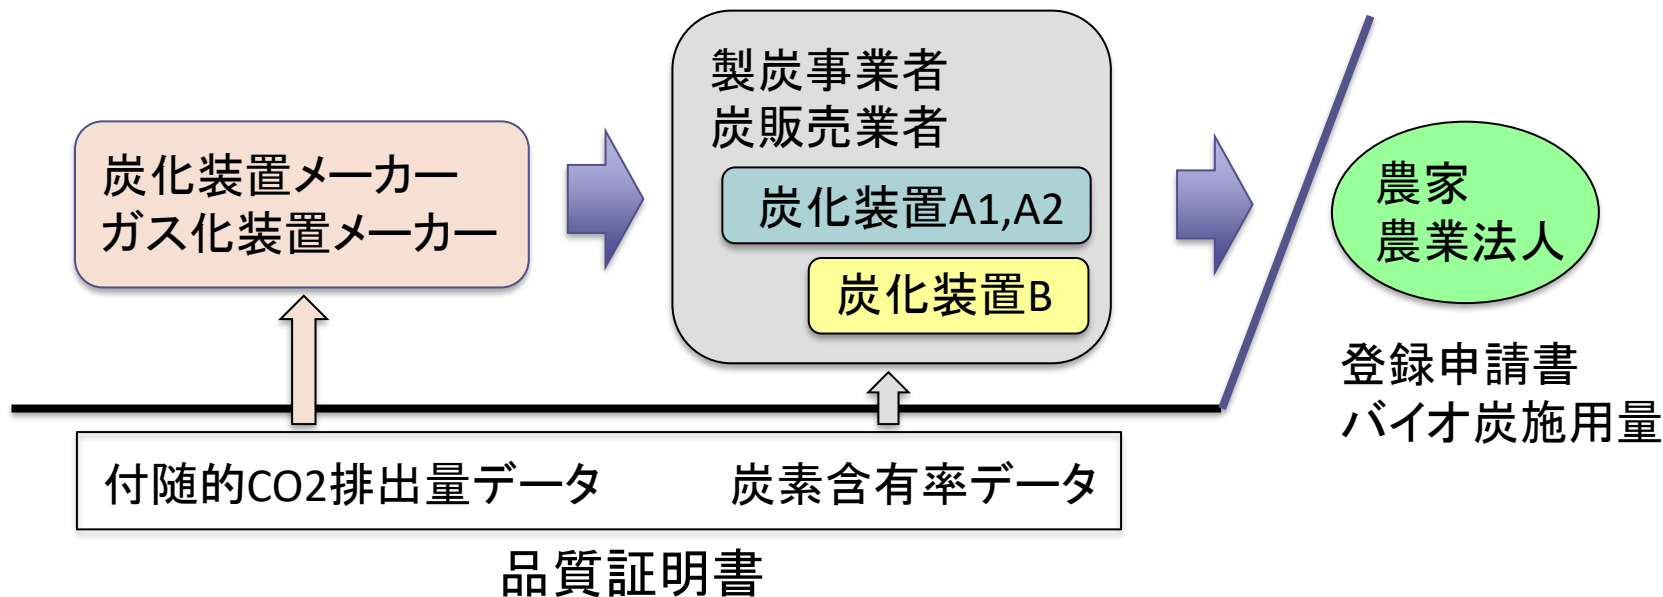 製炭事業者
炭販売業者
炭化装置メーカー
ガス化装置メーカー
炭化装置A1,A2
炭化装置B
農家
農業法人
登録申請書
バイオ炭施用量
付随的CO2排出量データ
炭素含有率データ
品質証明書